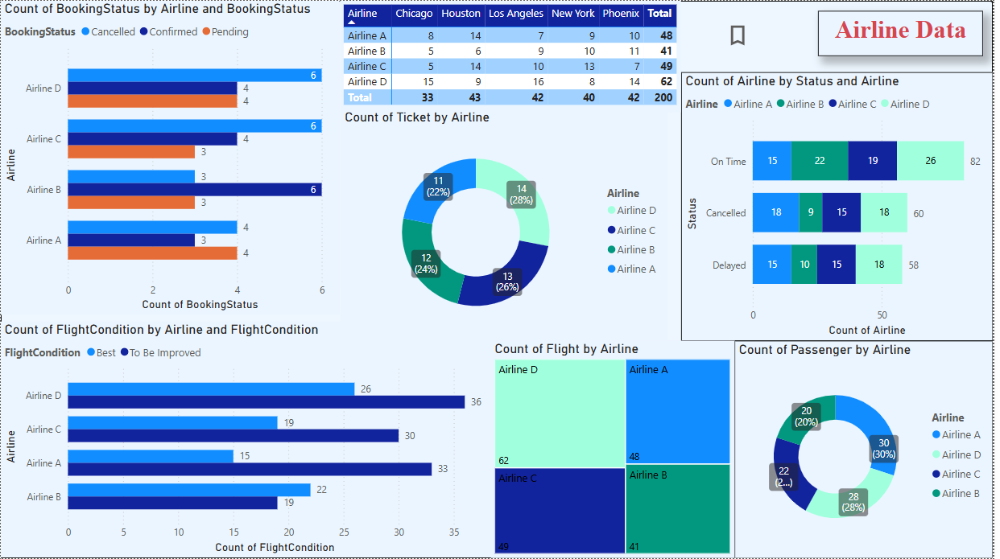 Count of BookingStatus by Airline and BookingStatus
BookingStatus Cancelled Confirmed Pending
Airline D
6
4
4
Airline C
6
4
3
Airline B
3
6
3
Airline A
4
3
4
Airline
0 2 4 6
Count of BookingStatus
Airline Chicago Houston Los Angeles New York Phoenix Total
Airline A 8 14 7 9 10 48
Airline B 5 6 9 10 11 41
Airline C 5 14 10 13 7 49
Airline D 15 9 16 8 14 62
Total 33 43 42 40 42 200
Airline Data
Count of Ticket by Airline
11
(22%)
14
(28%)
12
(24%)
13
(26%)
Airline
Airline D
Airline C
Airline B
Airline A
Count of Airline by Status and Airline
Airline Airline A Airline B Airline C Airline D
On Time 15 22 19 26 82
Cancelled 18 9 15 18 60
Delayed 15 10 15 18 58
Status
0 50
Count of Airline
Count of FlightCondition by Airline and FlightCondition
FlightCondition Best To Be Improved
Airline D
26
36
Airline C
19
30
Airline A
15
33
Airline B
22
19
Airline
0 5 10 15 20 25 30 35
Count of FlightCondition
Count of Flight by Airline
Airline D
62
Airline A
48
Airline C
49
Airline B
41
Count of Passenger by Airline
20
(20%)
30
(30%)
22
(2...)
28
(28%)
Airline
Airline A
Airline D
Airline C
Airline B